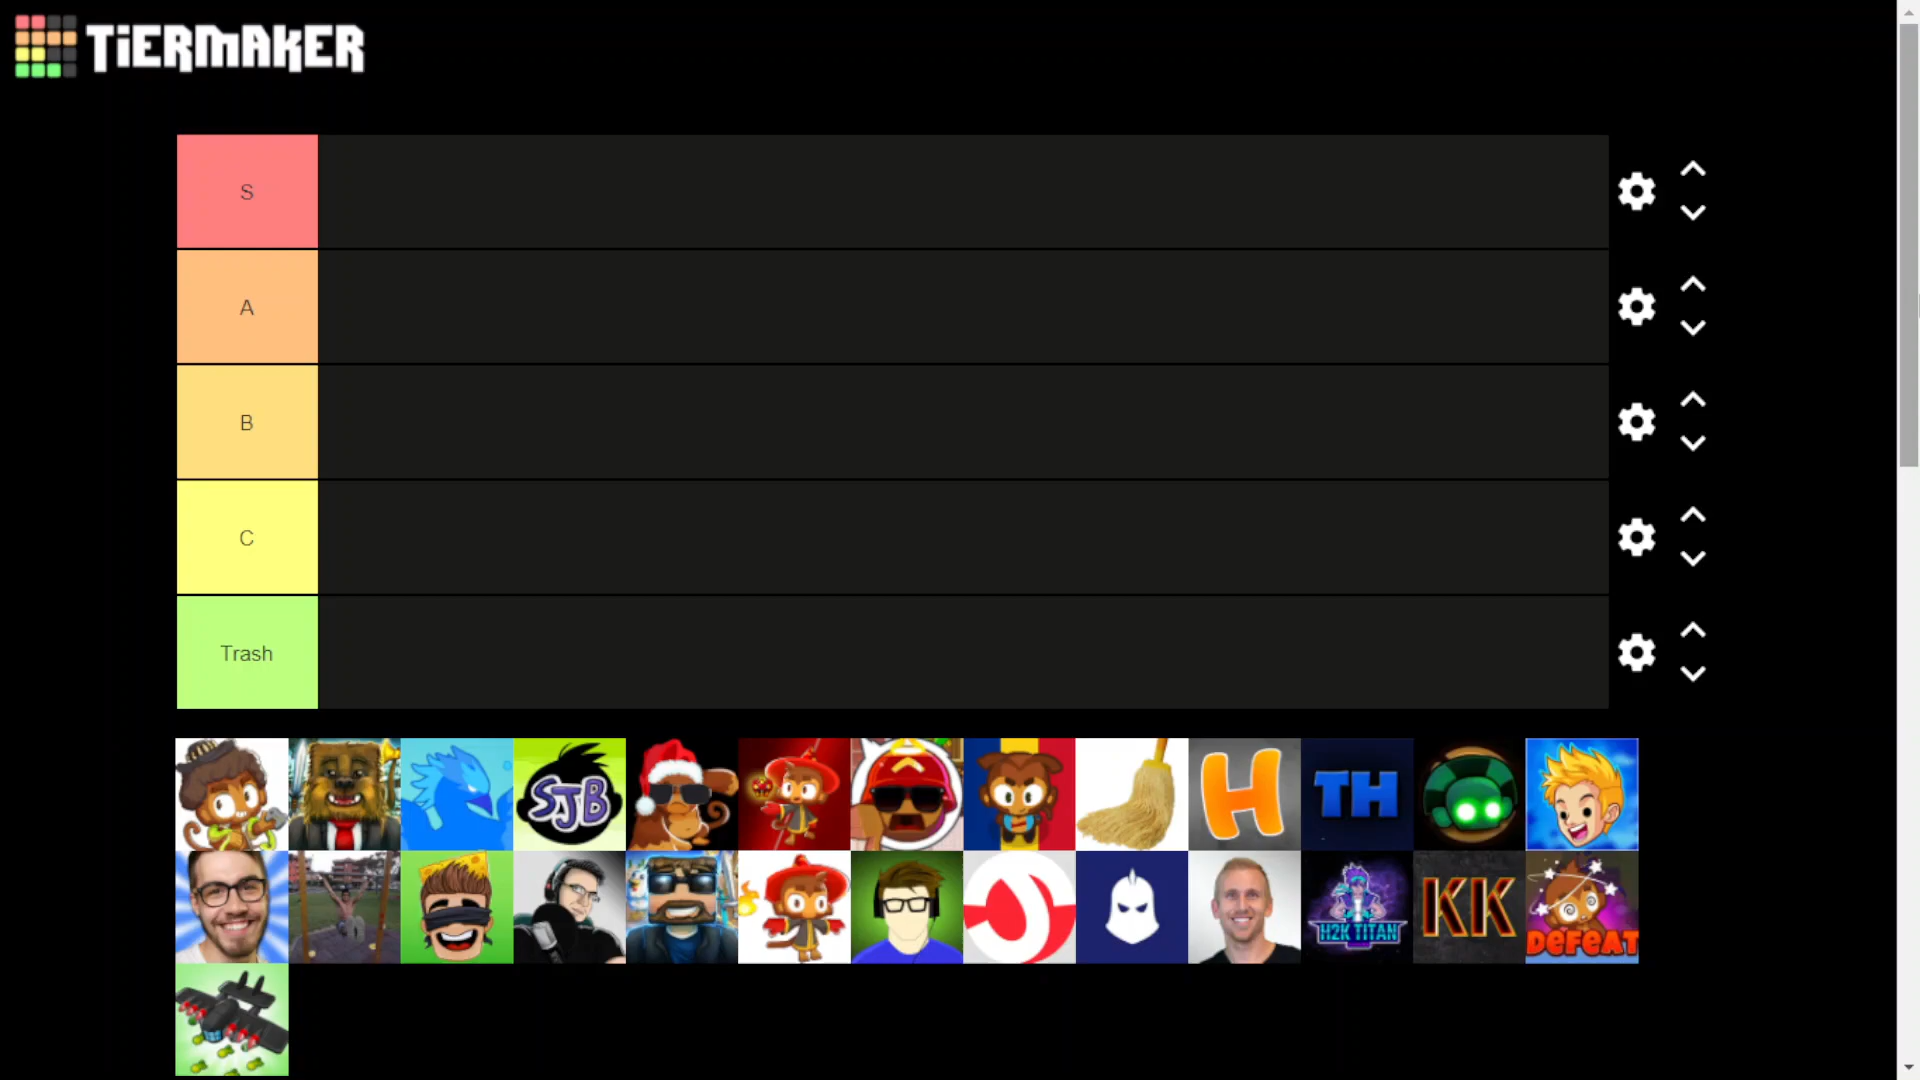 TiERMAKER
S
A
B
C
Trash
SJB
H
TH
H2K TITAN
KK
DEFEAT